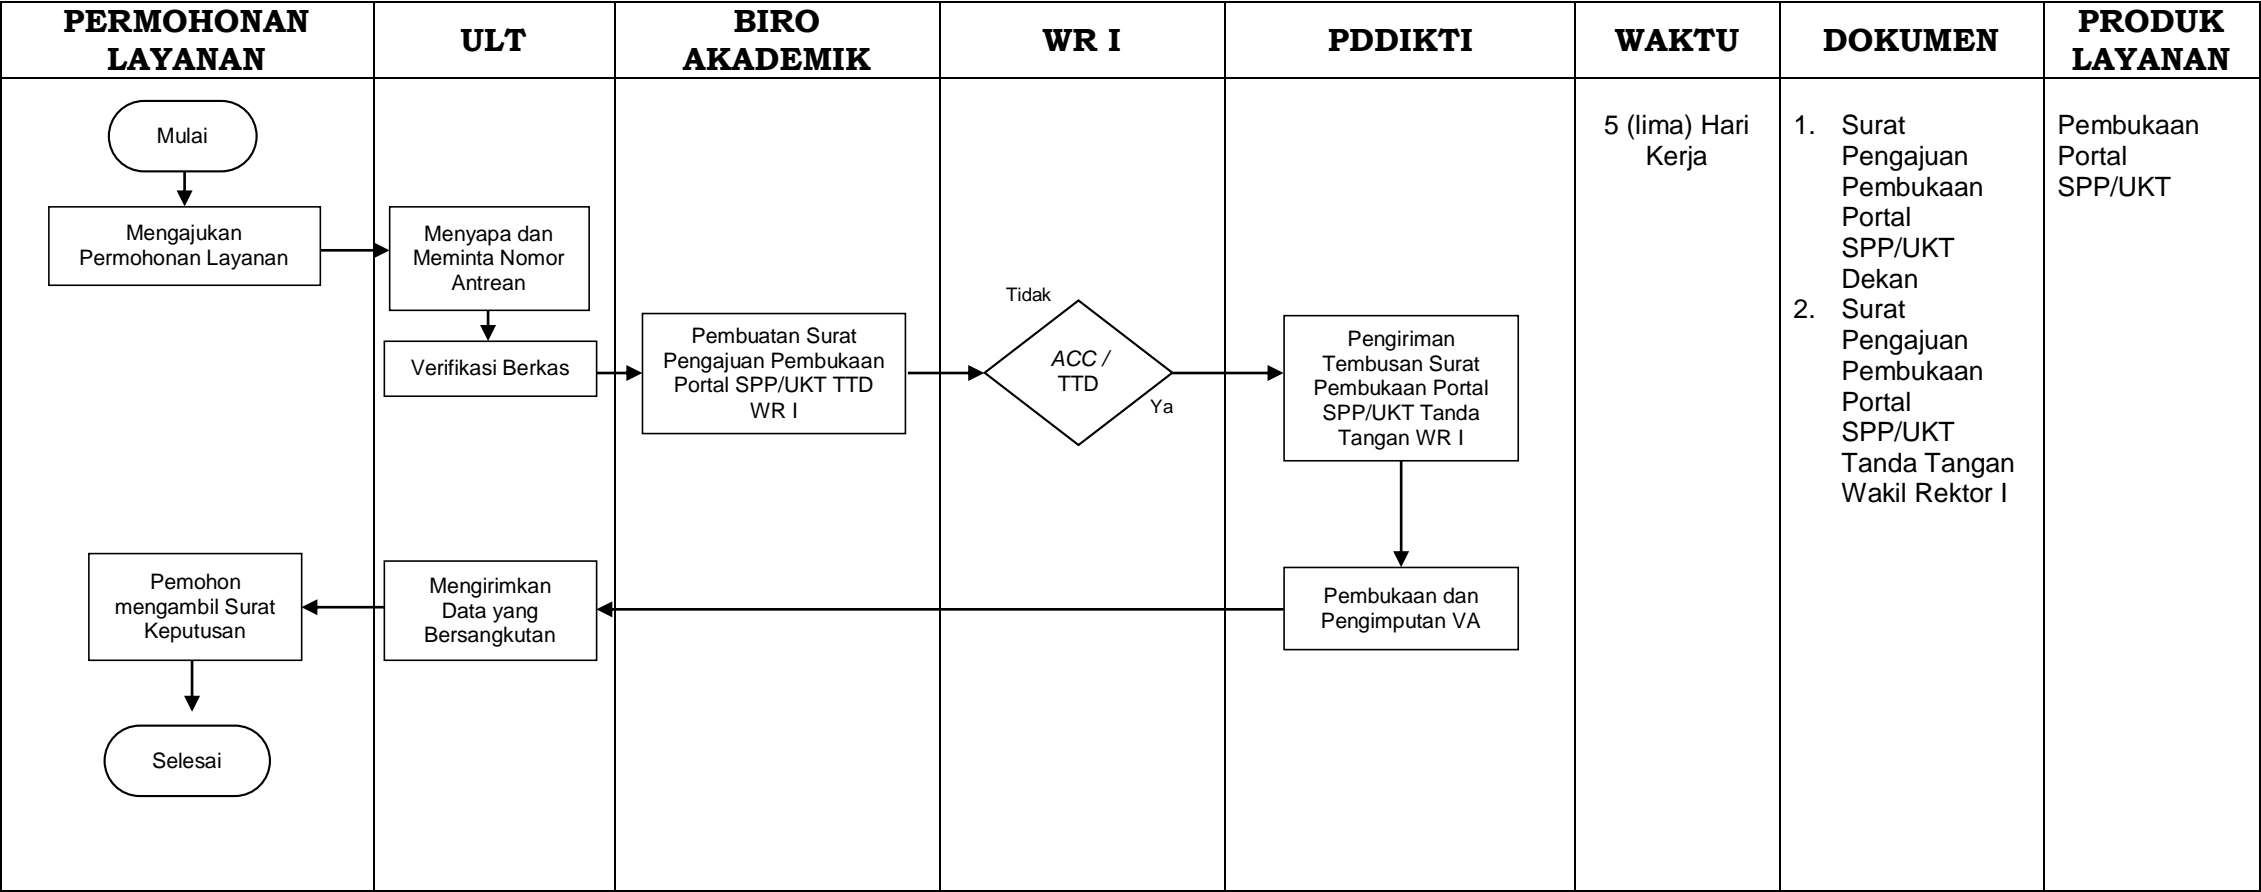 PERMOHONAN
LAYANAN
ULT
BIRO
AKADEMIK
WR I
PDDIKTI
WAKTU
DOKUMEN
PRODUK
LAYANAN
Mulai
Mengajukan
Permohonan Layanan
Menyapa dan
Meminta Nomor
Antrean
Verifikasi Berkas
Pembuatan Surat
Pengajuan Pembukaan
Portal SPP/UKT TTD
WR I
Tidak
ACC /
TTD
Ya
Pengiriman
Tembusan Surat
Pembukaan Portal
SPP/UKT Tanda
Tangan WR I
Pembukaan dan
Pengimputan VA
Mengirimkan
Data yang
Bersangkutan
Pemohon
mengambil Surat
Keputusan
Selesai
5 (lima) Hari
Kerja
1. Surat
Pengajuan
Pembukaan
Portal
SPP/UKT
Dekan
2. Surat
Pengajuan
Pembukaan
Portal
SPP/UKT
Tanda Tangan
Wakil Rektor I
Pembukaan
Portal
SPP/UKT